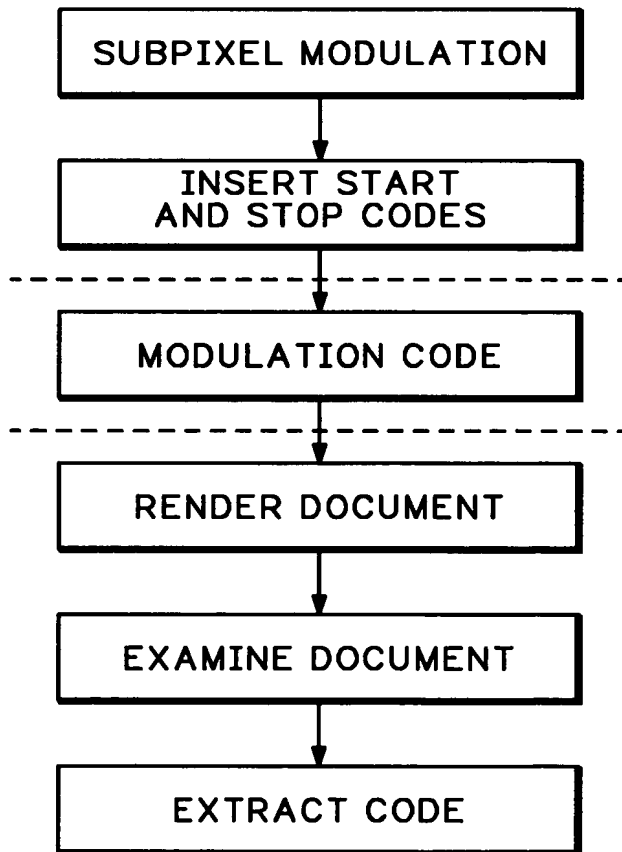 SUBPIXEL MODULATION
INSERT START
AND STOP CODES
MODULATION CODE
RENDER DOCUMENT
EXAMINE DOCUMENT
EXTRACT CODE